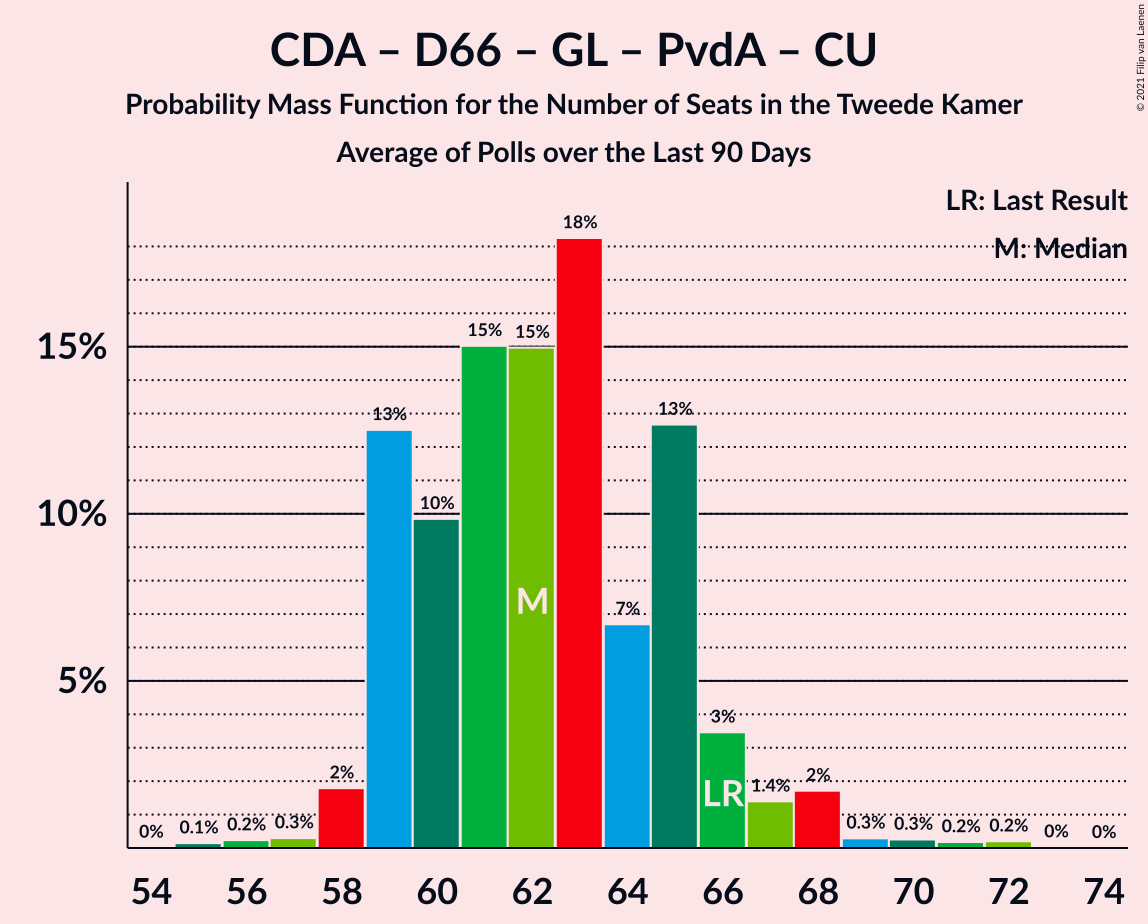 CDA – D66 – GL – PvdA – CU
Probability Mass Function for the Number of Seats in the Tweede Kamer
Average of Polls over the Last 90 Days
© 2021 Filip van Laenen
LR: Last Result
M: Median
18%
15% 15%
15%
13% 13%
10%
10%
M
7%
5%
3%
2% LR 1.4% 2%
0% 0.1% 0.2% 0.3% 0.3% 0.3% 0.2% 0.2% 0% 0%
54 56 58 60 62 64 66 68 70 72 74